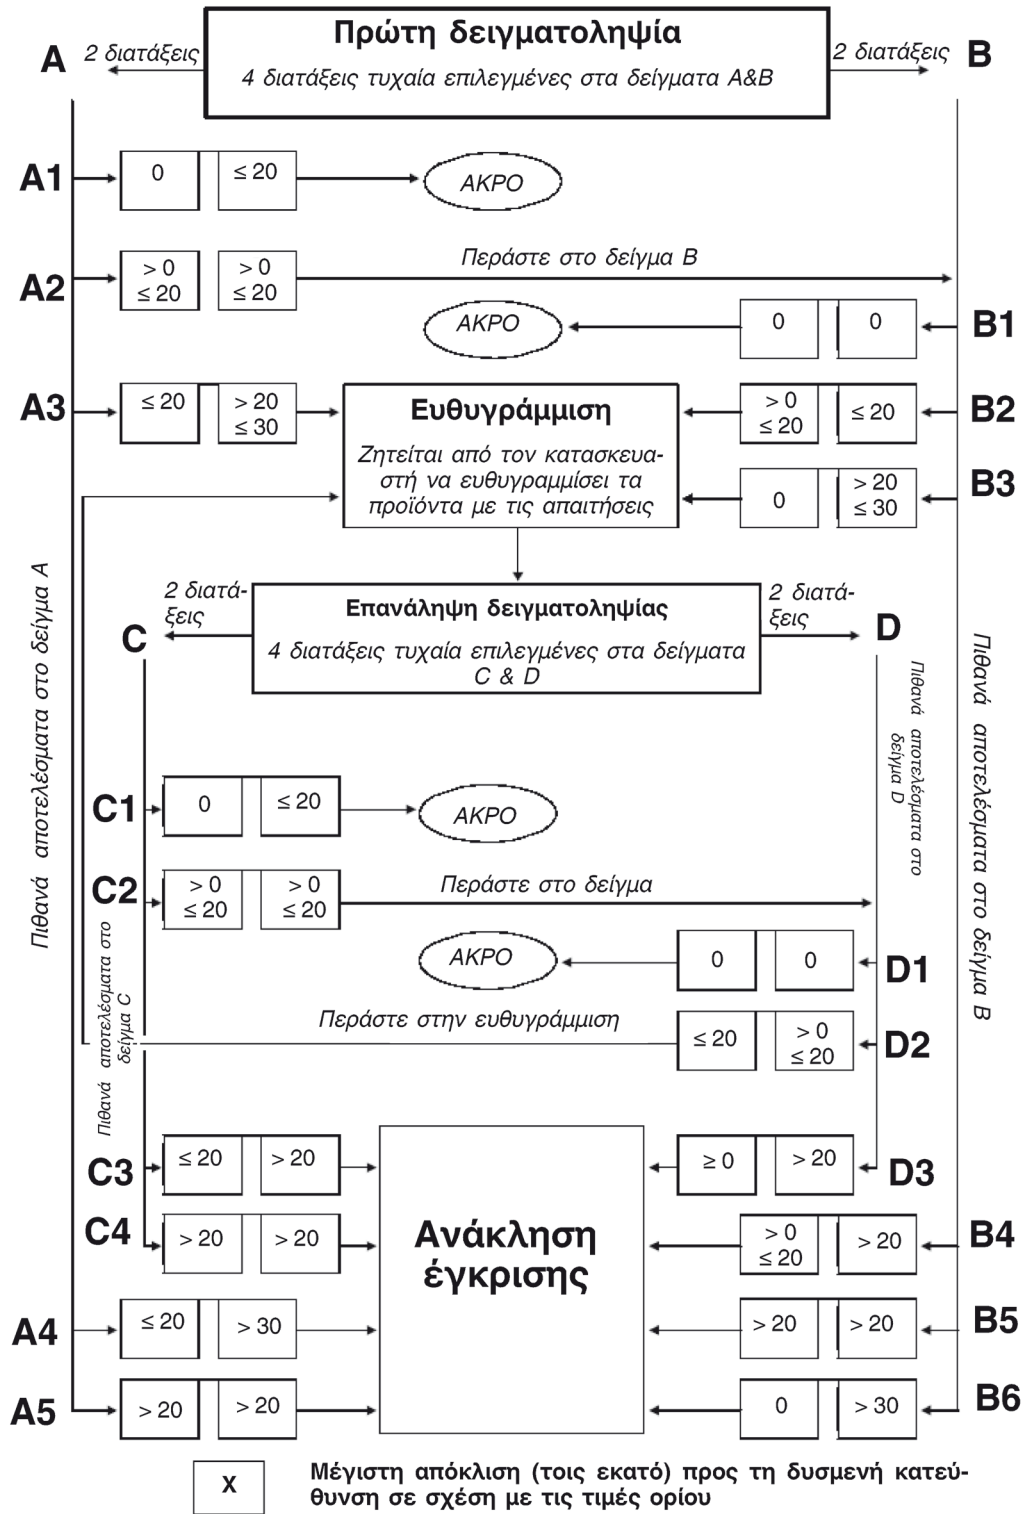 Πρώτη δειγματοληψία
A
2 διατάξεις
4 διατάξεις τυχαία επιλεγμένες στα δείγματα A&B
2 διατάξεις
B
A1
0
≤ 20
ΑΚΡΟ
A2
> 0
≤ 20
> 0
≤ 20
Περάστε στο δείγμα B
ΑΚΡΟ
0
0
B1
A3
≤ 20
> 20
≤ 30
Ευθυγράμμιση
Ζητείται από τον κατασκευα-
στή να ευθυγραμμίσει τα
προϊόντα με τις απαιτήσεις
> 0
≤ 20
≤ 20
B2
0
> 20
≤ 30
B3
Πιθανά αποτελέσματα στο δείγμα A
C
2 διατά-
ξεις
Επανάληψη δειγματοληψίας
4 διατάξεις τυχαία επιλεγμένες στα δείγματα
C & D
2 διατά-
ξεις
D
Πιθανά αποτελέσματα στο
δείγμα D
Πιθανά αποτελέσματα στο δείγμα B
C1
0
≤ 20
ΑΚΡΟ
C2
> 0
≤ 20
> 0
≤ 20
Περάστε στο δείγμα
ΑΚΡΟ
0
0
D1
Πιθανά αποτελέσματα στο
δείγμα C
Περάστε στην ευθυγράμμιση
≤ 20
> 0
≤ 20
D2
C3
≤ 20
> 20
Ανάκληση
έγκρισης
≥ 0
> 20
D3
C4
> 20
> 20
> 0
≤ 20
> 20
B4
A4
≤ 20
> 30
> 20
> 20
B5
A5
> 20
> 20
0
> 30
B6
X
Μέγιστη απόκλιση (τοις εκατό) προς τη δυσμενή κατεύ-
θυνση σε σχέση με τις τιμές ορίου